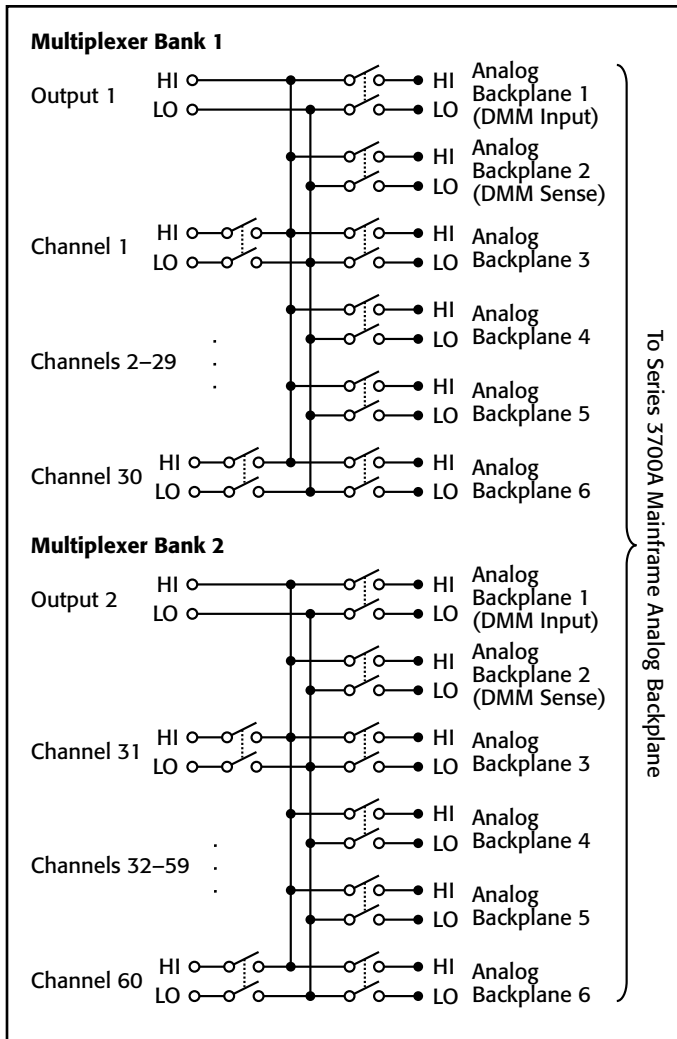 Multiplexer Bank 1
Output 1
HI
LO
HI
LO
Analog
Backplane 1
(DMM Input)
HI
LO
Analog
Backplane 2
(DMM Sense)
Channel 1
HI
LO
HI
LO
Analog
Backplane 3
HI
LO
Analog
Backplane 4
Channels 2–29
HI
LO
Analog
Backplane 5
Channel 30
HI
LO
HI
LO
Analog
Backplane 6
Multiplexer Bank 2
Output 2
HI
LO
HI
LO
Analog
Backplane 1
(DMM Input)
HI
LO
Analog
Backplane 2
(DMM Sense)
Channel 31
HI
LO
HI
LO
Analog
Backplane 3
HI
LO
Analog
Backplane 4
Channels 32–59
HI
LO
Analog
Backplane 5
Channel 60
HI
LO
HI
LO
Analog
Backplane 6
To Series 3700A Mainframe Analog Backplane